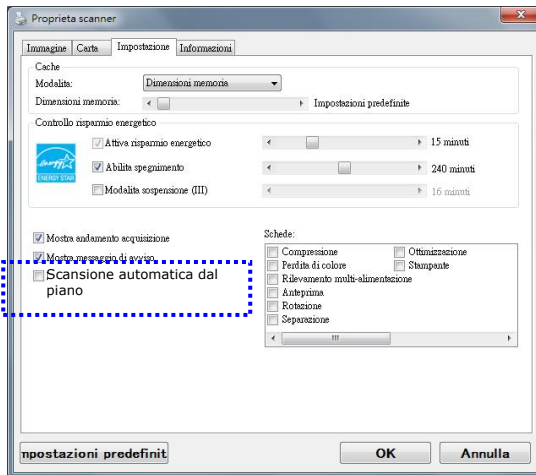 Proprieta scanner
Immagine Carta Impostazione Informazioni
Cache
Modalita: Dimensioni memoria
Dimensioni memoria: Impostazioni predefinite
Controllo risparmio energetico
Attiva risparmio energetico 15 minuti
Abilita spegnimento 240 minuti
Modalita sospensione (III) 16 minuti
energy
ENERGY STAR
Mostra andamento acquisizione
Mostra messaggio di avviso
Scansione automatica dal
piano
Schede:
Compressione Ottimizzazione
Perdita di colore Stampante
Rilevamento multi-alimentazione
Anteprima
Rotazione
Separazione
npostazioni predefinit OK Annulla